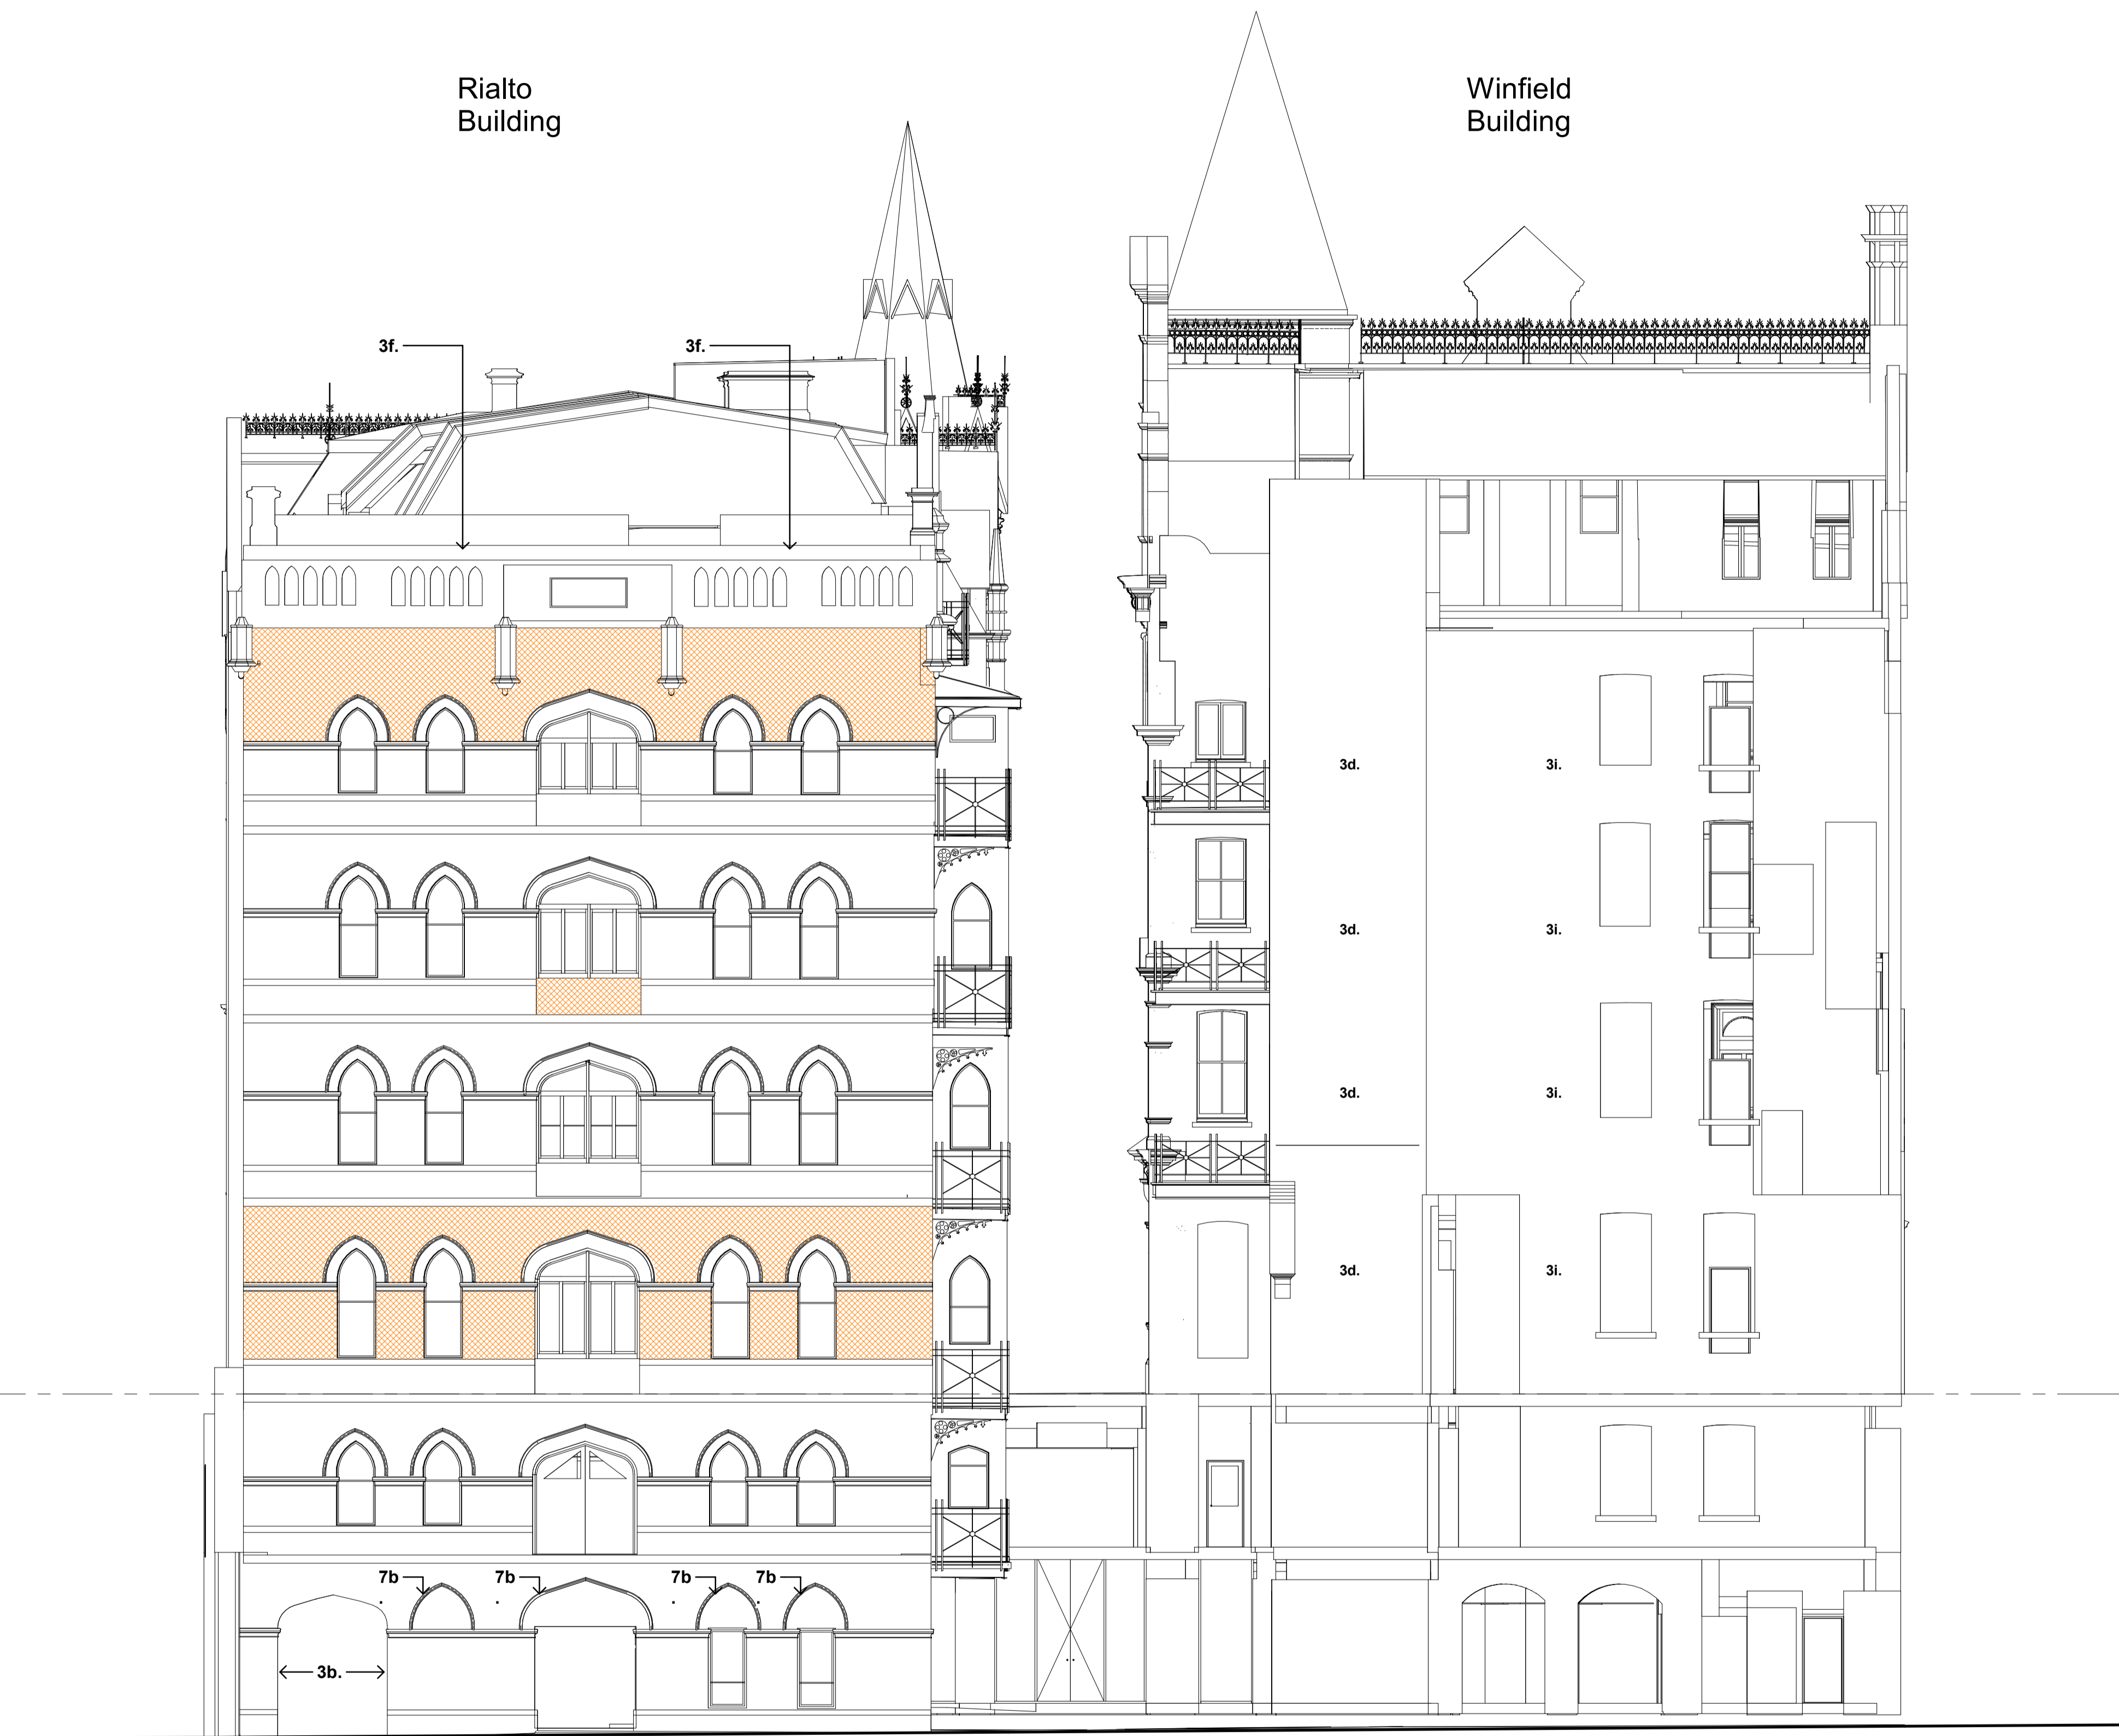 Rialto
Building
Winfield
Building
3f.
3f.
3d.
3i.
3d.
3i.
3d.
3i.
3d.
3i.
7b
7b
7b
7b
.
.
.
.
3b.